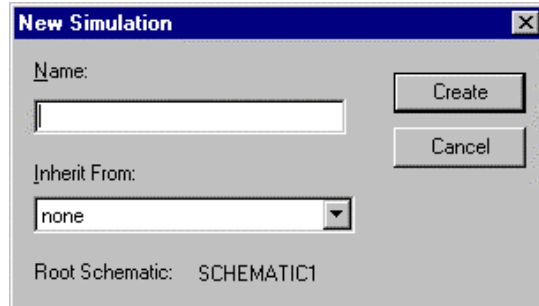 New Simulation
Name:
Create
Cancel
Inherit From:
none
Root Schematic: SCHEMATIC1